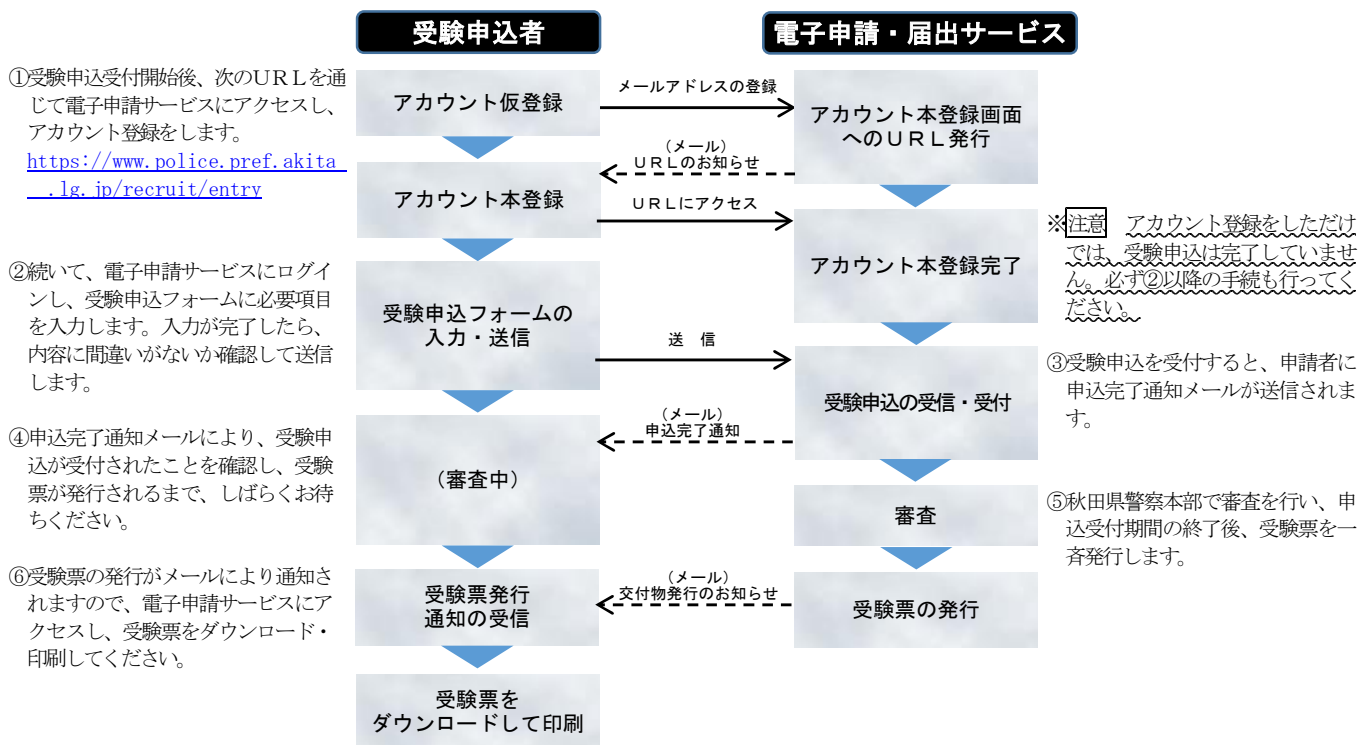 受験申込者
電子申請・届出サービス
①受験申込受付開始後、次のURLを通
じて電子申請サービスにアクセスし、
アカウント登録をします。
https://www.police.pref.akita
.lg.jp/recruit/entry
アカウント仮登録
メールアドレスの登録
アカウント本登録画面
へのURL発行
(メール)
URLのお知らせ
アカウント本登録
URLにアクセス
アカウント本登録完了
※注意 アカウント登録をしただけ
では、受験申込は完了していませ
ん。必ず②以降の手続も行ってく
ださい。
②続いて、電子申請サービスにログイ
ンし、受験申込フォームに必要項目
を入力します。入力が完了したら、
内容に間違いがないか確認して送信
します。
受験申込フォームの
入力・送信
送 信
受験申込の受信・受付
③受験申込を受付すると、申請者に
申込完了通知メールが送信されま
す。
(メール)
申込完了通知
④申込完了通知メールにより、受験申
込が受付されたことを確認し、受験
票が発行されるまで、しばらくお待
ちください。
(審査中)
審査
⑤秋田県警察本部で審査を行い、申
込受付期間の終了後、受験票を一
斉発行します。
⑥受験票の発行がメールにより通知さ
れますので、電子申請サービスにア
クセスし、受験票をダウンロード・
印刷してください。
受験票発行
通知の受信
(メール)
交付物発行のお知らせ
受験票の発行
受験票を
ダウンロードして印刷